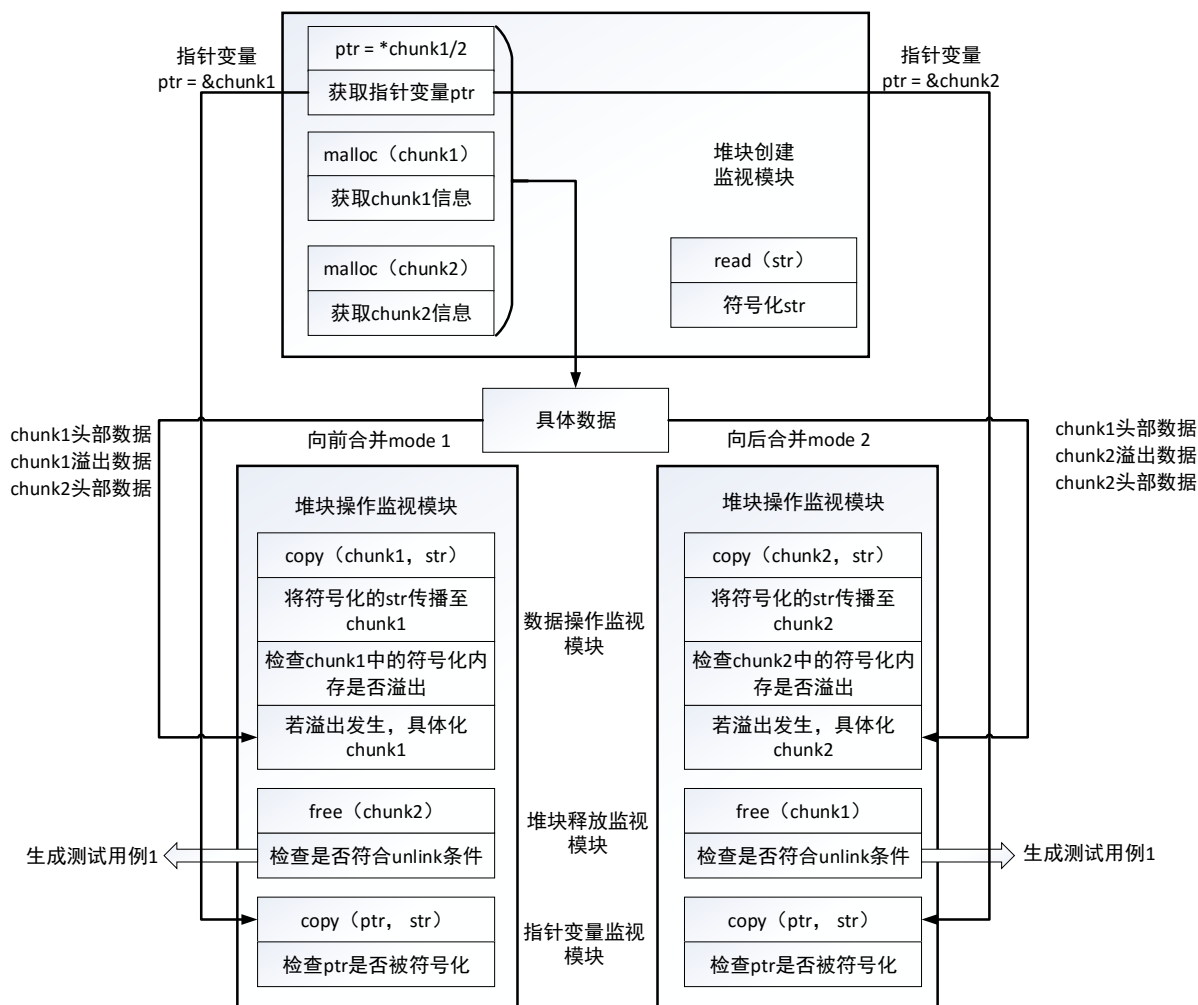 指针变量
ptr = &chunk1
ptr = *chunk1/2
获取指针变量ptr
malloc（chunk1）
获取chunk1信息
malloc（chunk2）
获取chunk2信息
堆块创建
监视模块
read（str）
符号化str
指针变量
ptr = &chunk2
具体数据
chunk1头部数据
chunk1溢出数据
chunk2头部数据
向前合并mode 1
向后合并mode 2
chunk1头部数据
chunk2溢出数据
chunk2头部数据
堆块操作监视模块
copy（chunk1，str）
将符号化的str传播至
chunk1
检查chunk1中的符号化内
存是否溢出
若溢出发生，具体化
chunk1
free（chunk2）
检查是否符合unlink条件
生成测试用例1
copy（ptr， str）
检查ptr是否被符号化
数据操作监视
模块
堆块释放监视
模块
指针变量监视
模块
堆块操作监视模块
copy（chunk2，str）
将符号化的str传播至
chunk2
检查chunk2中的符号化内
存是否溢出
若溢出发生，具体化
chunk2
free（chunk1）
检查是否符合unlink条件
生成测试用例1
copy（ptr， str）
检查ptr是否被符号化